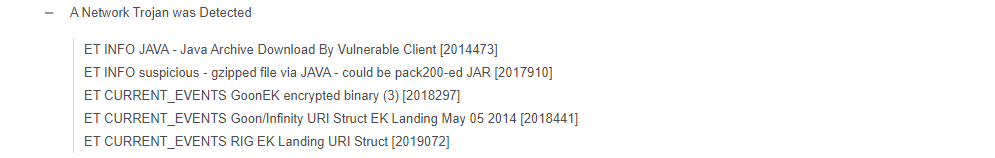 – A Network Trojan was Detected
ET INFO JAVA - Java Archive Download By Vulnerable Client [2014473]
ET INFO suspicious - gzipped file via JAVA - could be pack200-ed JAR [2017910]
ET CURRENT_EVENTS GoonEK encrypted binary (3) [2018297]
ET CURRENT_EVENTS Goon/Infinity URI Struct EK Landing May 05 2014 [2018441]
ET CURRENT_EVENTS RIG EK Landing URI Struct [2019072]